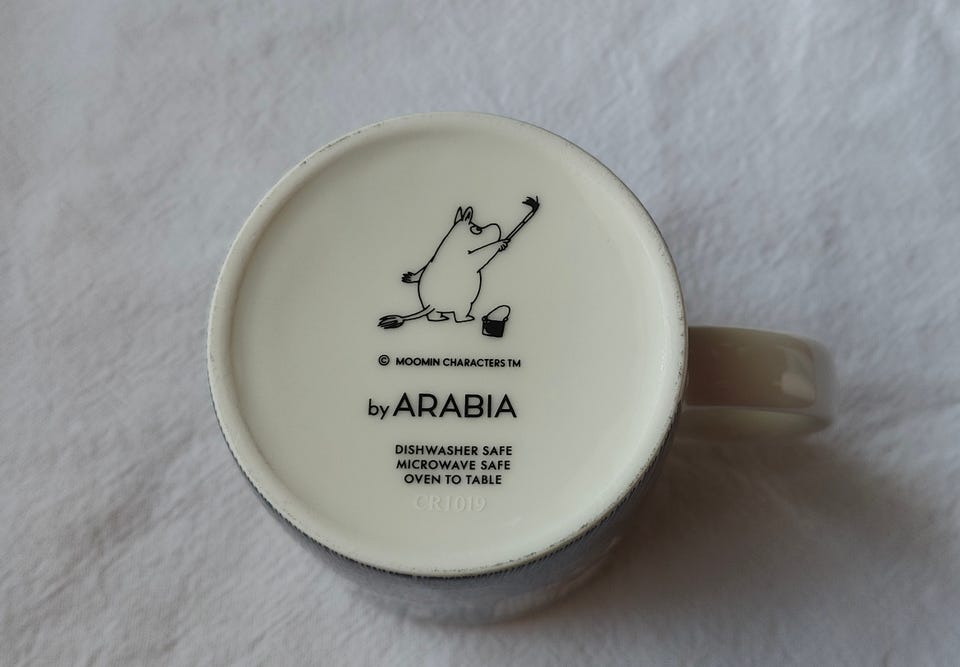 © MOOMIN CHARACTERS TM
by ARABIA
DISHWASHER SAFE
MICROWAVE SAFE
OVEN TO TABLE
CR1019